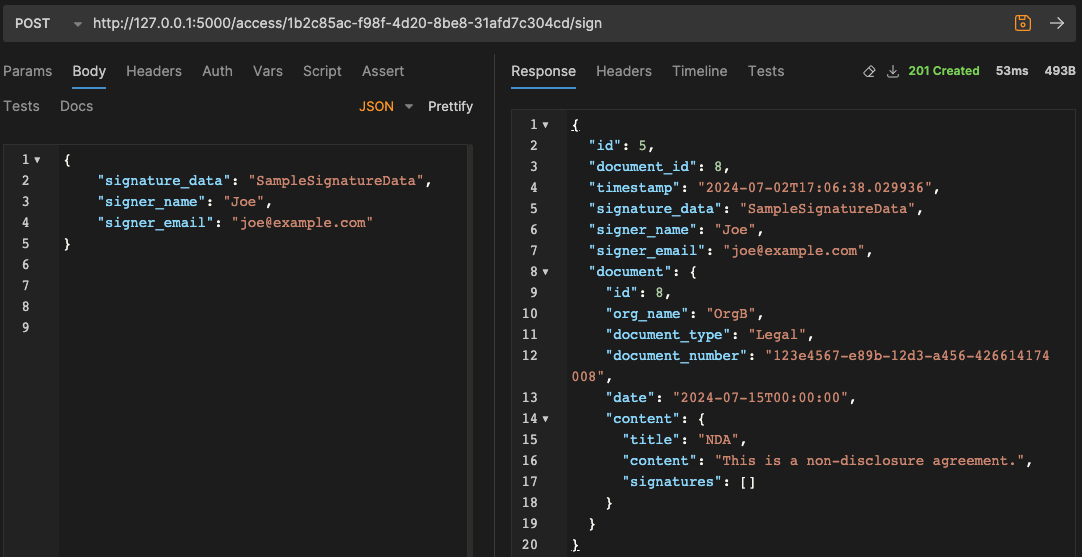 POST http://127.0.0.1:5000/access/1b2c85ac-f98f-4d20-8be8-31afd7c304cd/sign
Params Body Headers Auth Vars Script Assert
Tests Docs JSON Prettify
1 {
2 "signature_data": "SampleSignatureData",
3 "signer_name": "Joe",
4 "signer_email": "joe@example.com"
5 }
6
7
8
9
Response Headers Timeline Tests 201 Created 53ms 493B
1 {
2 "id": 5,
3 "document_id": 8,
4 "timestamp": "2024-07-02T17:06:38.029936",
5 "signature_data": "SampleSignatureData",
6 "signer_name": "Joe",
7 "signer_email": "joe@example.com",
8 "document": {
9 "id": 8,
10 "org_name": "OrgB",
11 "document_type": "Legal",
12 "document_number": "123e4567-e89b-12d3-a456-426614174
008",
13 "date": "2024-07-15T00:00:00",
14 "content": {
15 "title": "NDA",
16 "content": "This is a non-disclosure agreement.",
17 "signatures": []
18 }
19 }
20 }